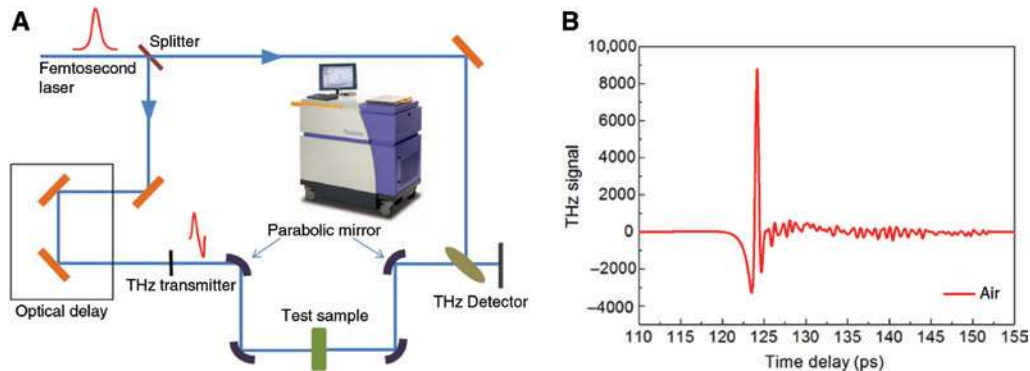 A
Splitter
Femtosecond
laser
Parabolic mirror
THz transmitter
THz Detector
Optical delay
Test sample
B
10,000
8000
6000
4000
2000
0
−2000
−4000
THz signal
Air
110 115 120 125 130 135 140 145 150 155
Time delay (ps)